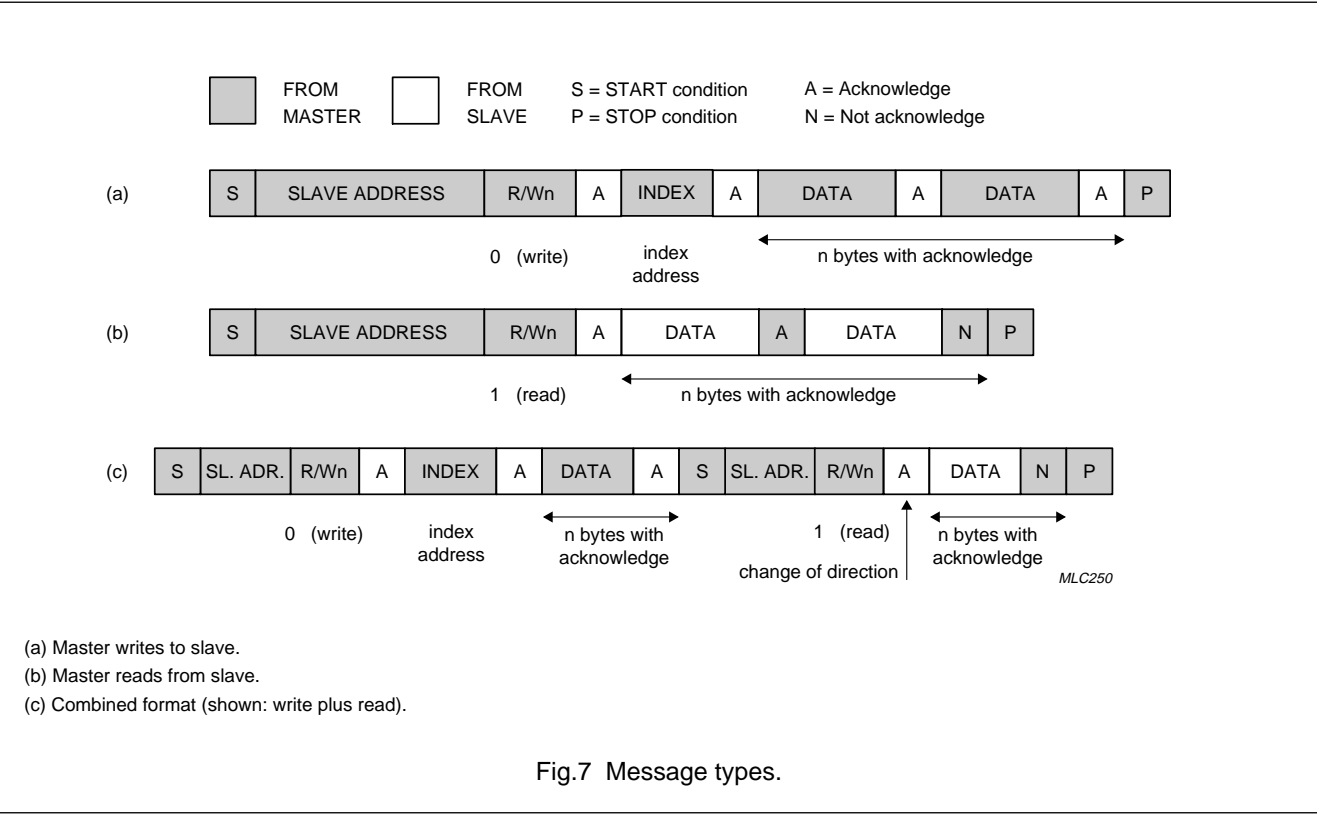 FROM MASTER
FROM SLAVE
S = START condition
P = STOP condition
A = Acknowledge
N = Not acknowledge
(a) S SLAVE ADDRESS R/Wn A INDEX A DATA A DATA A P
0 (write)
index address
n bytes with acknowledge
(b) S SLAVE ADDRESS R/Wn A DATA A DATA N P
1 (read)
n bytes with acknowledge
(c) S SL. ADR. R/Wn A INDEX A DATA A S SL. ADR. R/Wn A DATA N P
0 (write)
index address
n bytes with acknowledge
1 (read)
change of direction
n bytes with acknowledge
MLC250
(a) Master writes to slave.
(b) Master reads from slave.
(c) Combined format (shown: write plus read).
Fig.7 Message types.